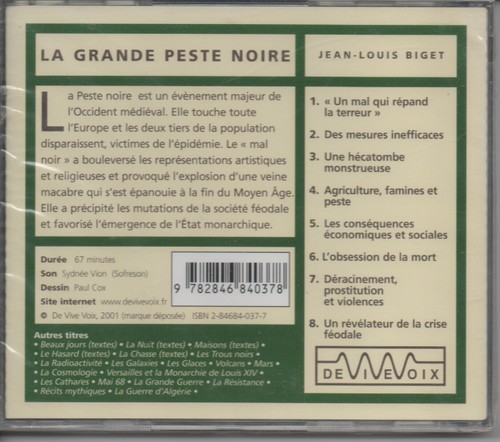 LA GRANDE PESTE NOIRE
JEAN-LOUIS BIGET
La Peste noire est un évènement majeur de
l'Occident médiéval. Elle touche toute
l'Europe et les deux tiers de la population
disparaissent, victimes de l'épidémie. Le « mal
noir » a bouleversé les représentations artistiques
et religieuses et provoqué l'explosion d'une veine
macabre qui s'est épanouie à la fin du Moyen Âge.
Elle a précipité les mutations de la société féodale
et favorisé l'émergence de l'État monarchique.
1. « Un mal qui répand
la terreur »
2. Des mesures inefficaces
3. Une hécatombe
monstrueuse
4. Agriculture, famines et
peste
5. Les conséquences
économiques et sociales
6. L'obsession de la mort
7. Déracinement,
prostitution
et violences
8. Un révélateur de la crise
féodale
Durée 67 minutes
Son Sydnée Vion (Sofreson)
Dessin Paul Cox
Site internet www.devivevoix.fr
© De Vive Voix, 2001 (marque déposée) ISBN 2-84684-037-7
9 782846 840378
Autres titres
• Beaux jours (textes) • La Nuit (textes) • Maisons (textes) •
Le Hasard (textes) • La Chasse (textes) • Les Trous noirs •
La Radioactivité • Les Galaxies • Les Glaces • Volcans • Mars •
La Cosmologie • Versailles et la Monarchie de Louis XIV •
Les Cathares • Mai 68 • La Grande Guerre • La Résistance •
Récits mythiques • La Guerre d'Algérie •
DE VIVE VOIX